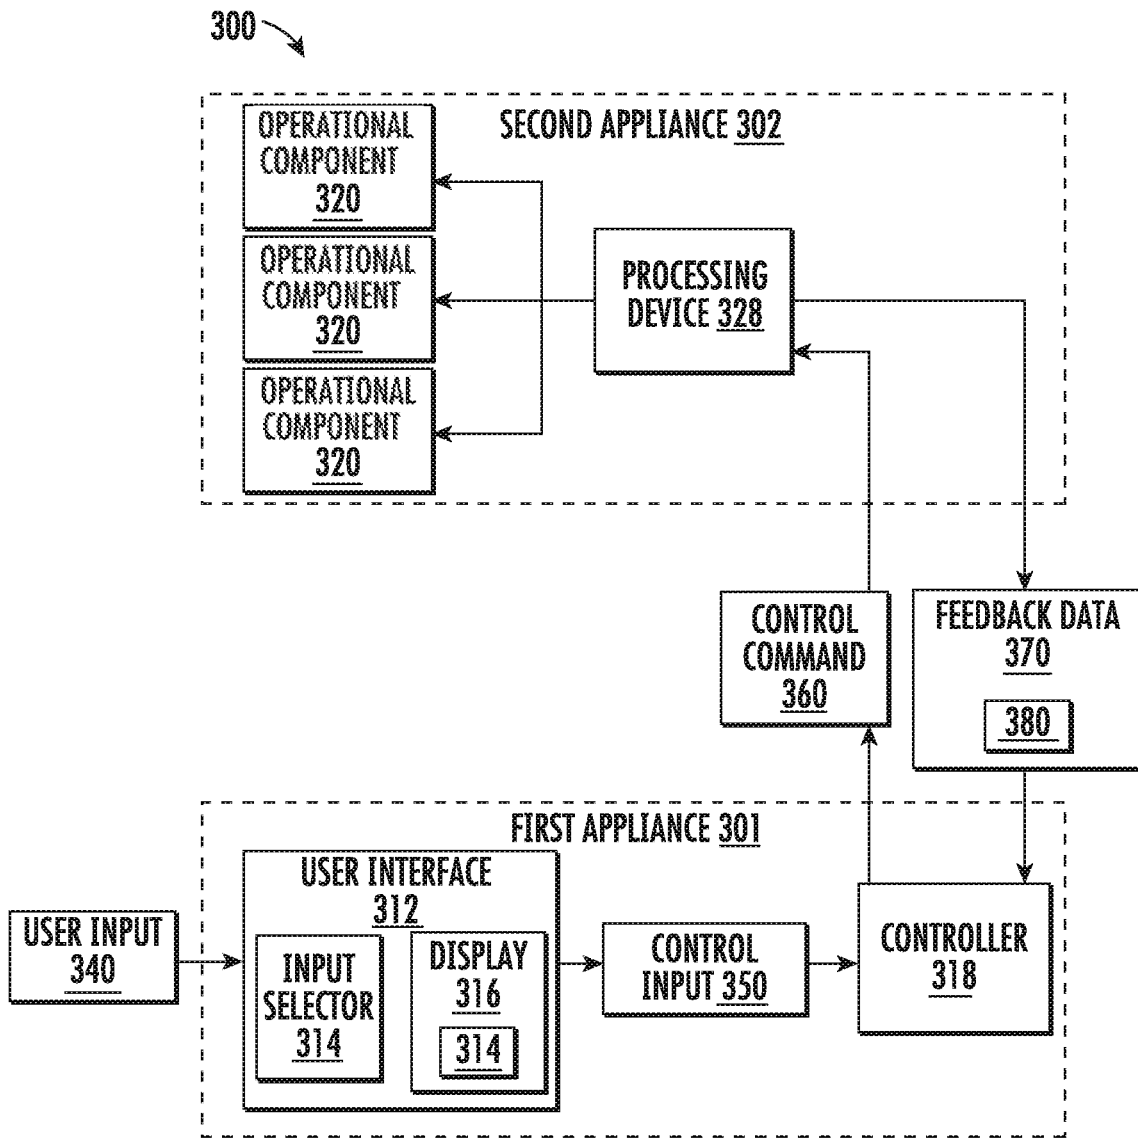 300
SECOND APPLIANCE 302
OPERATIONAL
COMPONENT
320
OPERATIONAL
COMPONENT
320
OPERATIONAL
COMPONENT
320
PROCESSING
DEVICE 328
CONTROL
COMMAND
360
FEEDBACK DATA
370
380
FIRST APPLIANCE 301
USER INPUT
340
USER INTERFACE
312
INPUT
SELECTOR
314
DISPLAY
316
314
CONTROL
INPUT 350
CONTROLLER
318